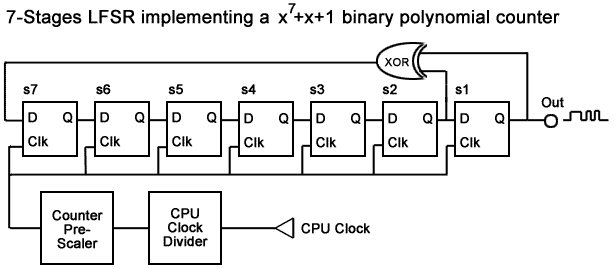 7-Stages LFSR implementing a x⁷+x+1 binary polynomial counter
XOR
s7 s6 s5 s4 s3 s2 s1
Out
D Q D Q D Q D Q D Q D Q D Q
Clk Clk Clk Clk Clk Clk Clk
Counter
Pre-
Scaler
CPU
Clock
Divider
CPU Clock